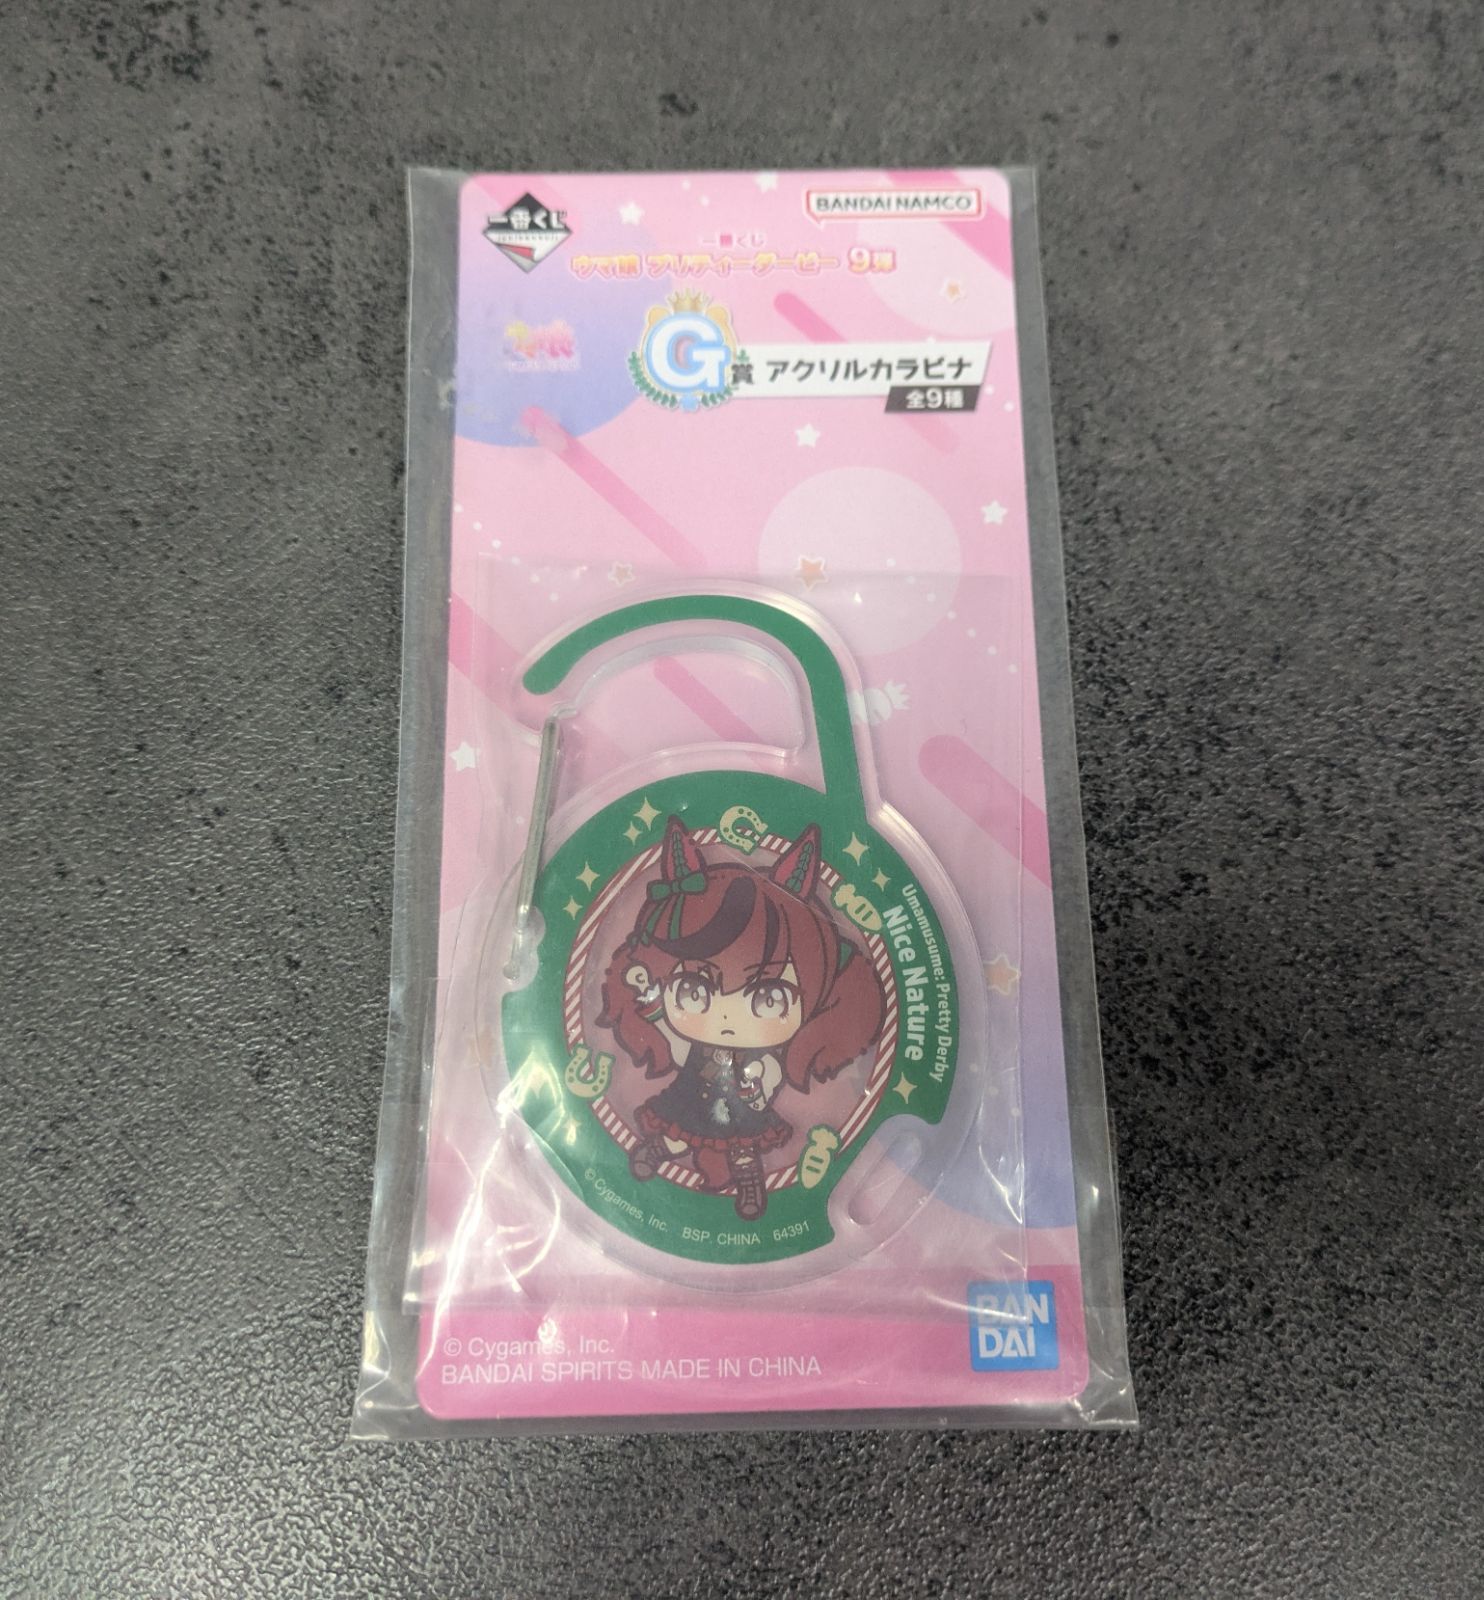 一番くじ
BANDAI NAMCO
一番くじ
ウマ娘 プリティーダービー 9弾
G賞 アクリルカラビナ
全9種
Umamusume: Pretty Derby
Nice Nature
© Cygames, Inc. BSP CHINA 64391
© Cygames, Inc.
BANDAI SPIRITS MADE IN CHINA
BAN
DAI